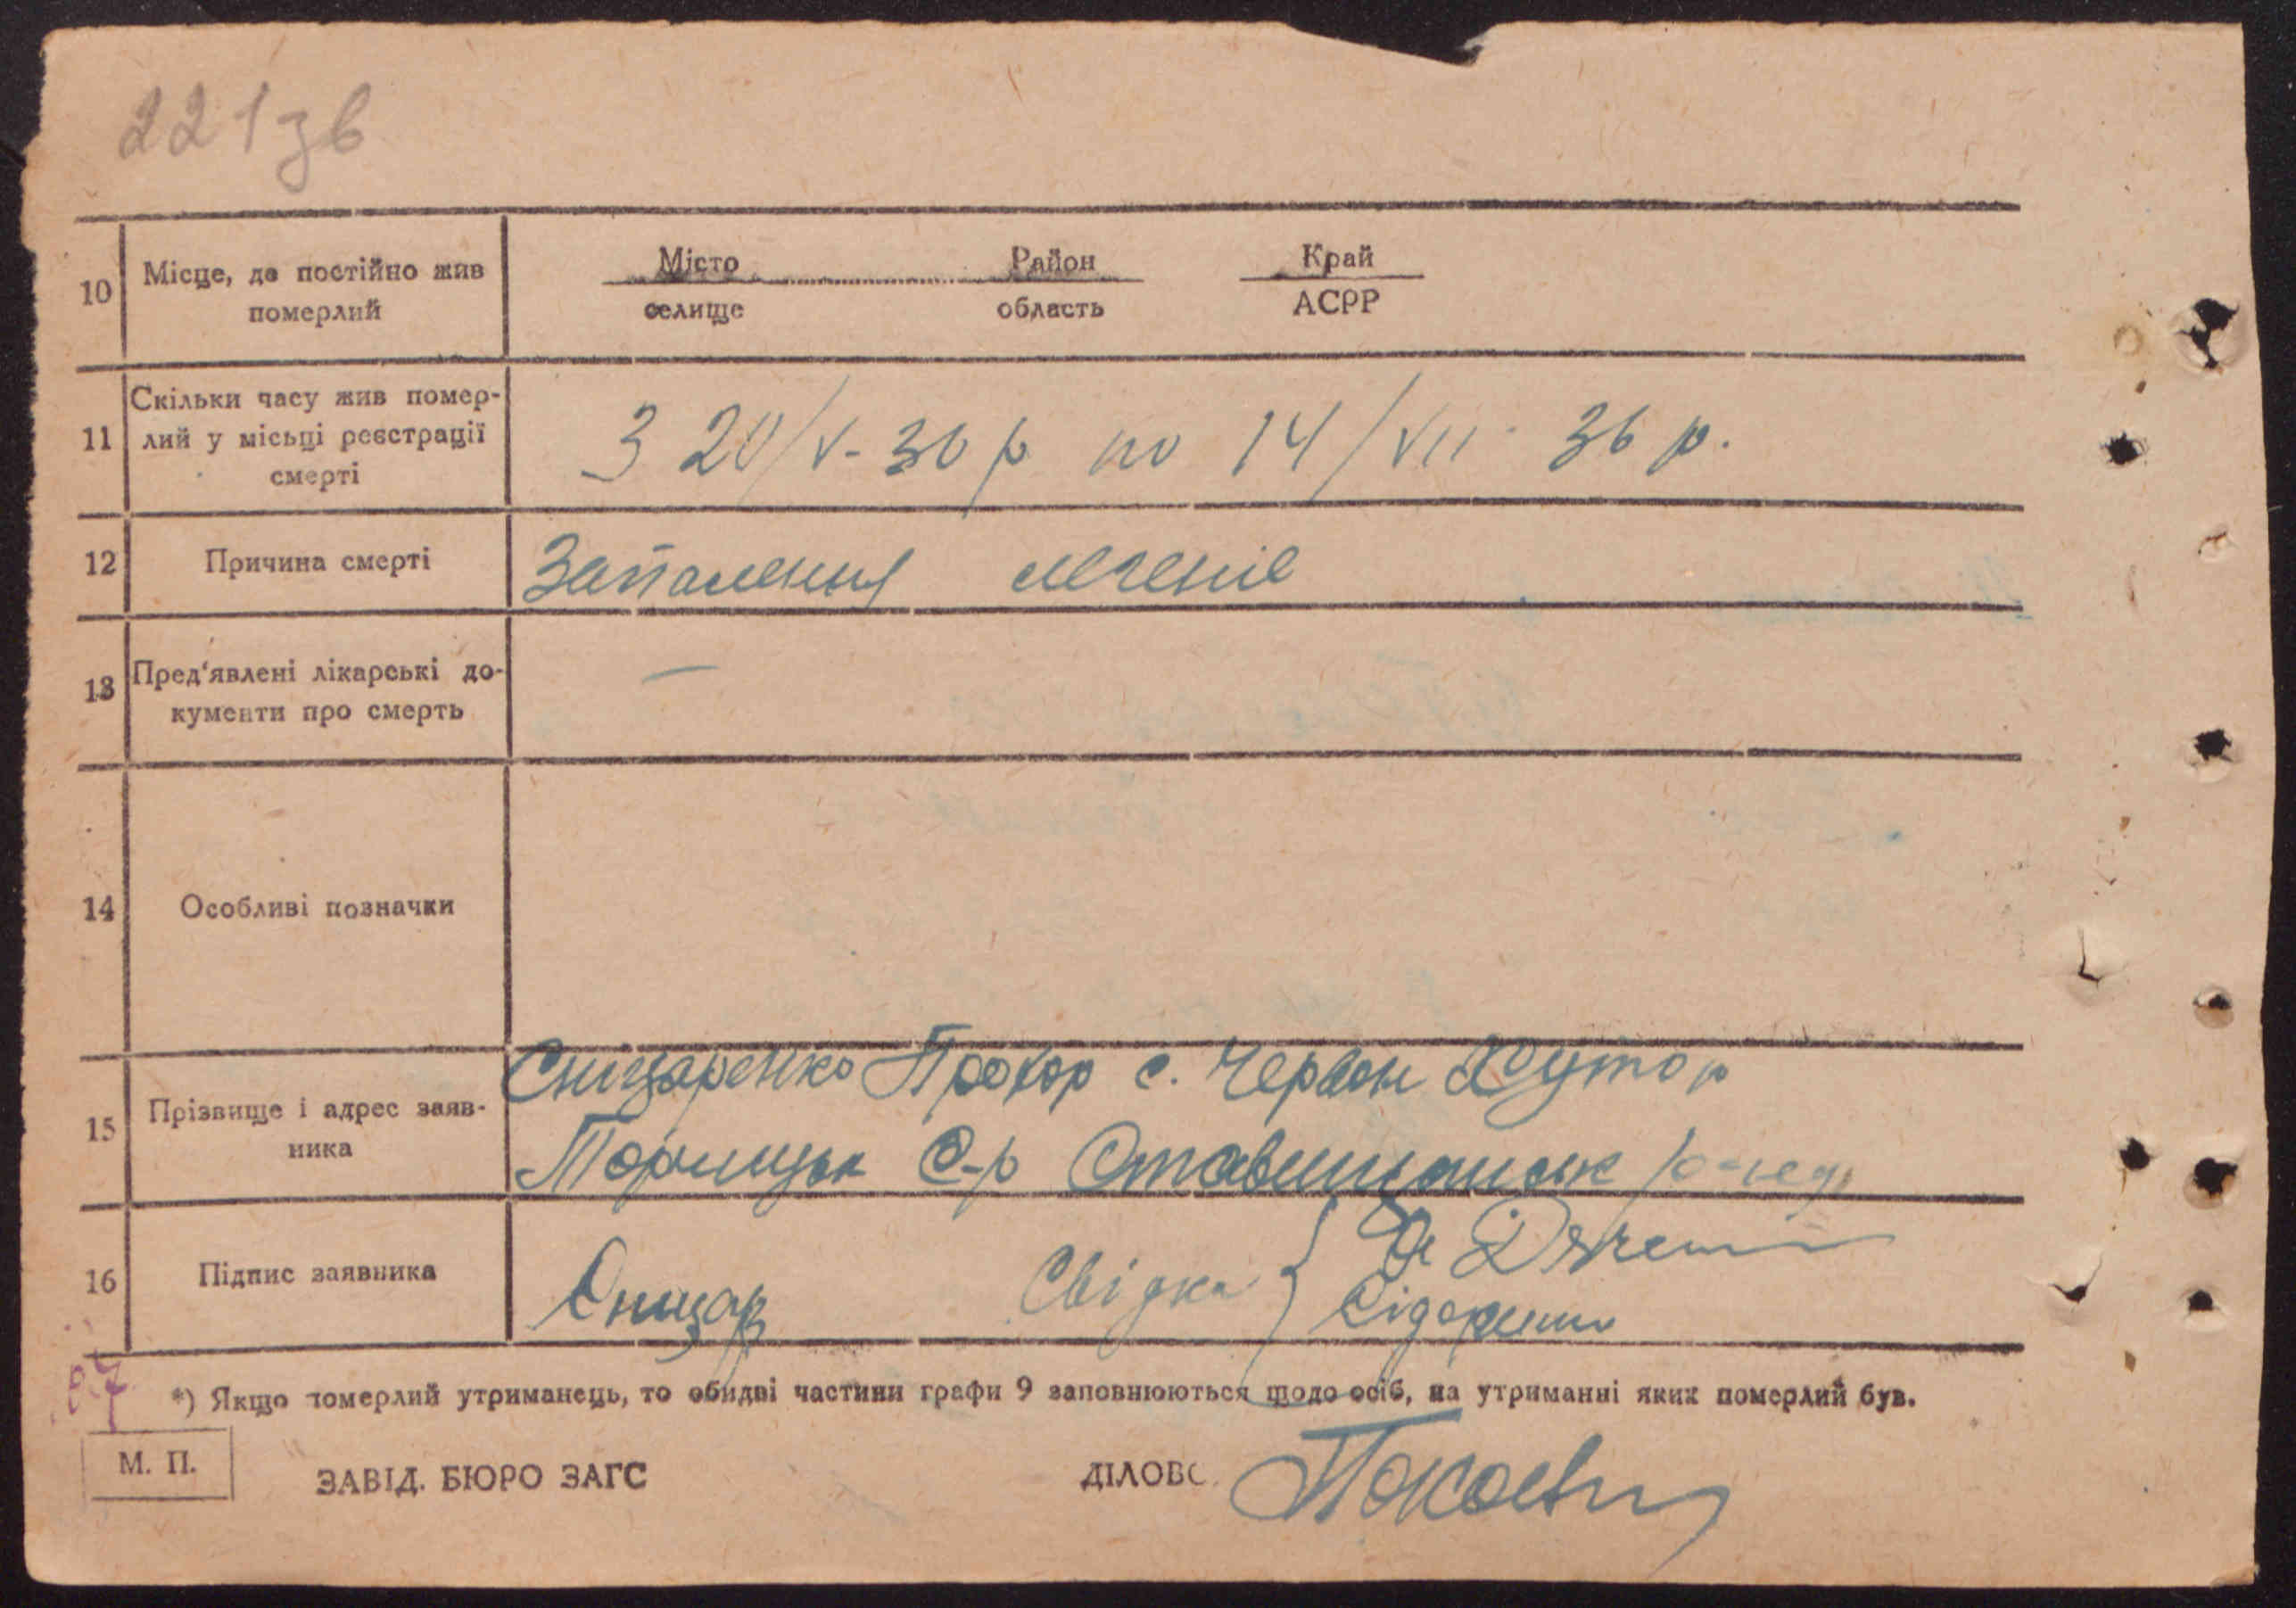 221зв
10 Місце, де постійно жив померлий Місто селище Район область Край АСРР
11 Скільки часу жив помер-
лий у місьці реєстрації
смерті
З 20/V-36 р по 14/VII 36 р.
12 Причина смерті Запалення легенів
13 Пред'явлені лікарські до-
кументи про смерть
—
14 Особливі позначки
15 Прізвище і адрес заяв-
ника
Сніцаренко Прохор с. Червон Хутор
Торчицьк С-р Ставищанськ
16 Підпис заявника Сницар Свідки Дяченко
Сідоренко
*) Якщо померлий утриманець, то обидві частини графи 9 заповнюються щодо осіб, на утриманні яких померлий був.
М. П.
ЗАВІД. БЮРО ЗАГС ДІЛОВС